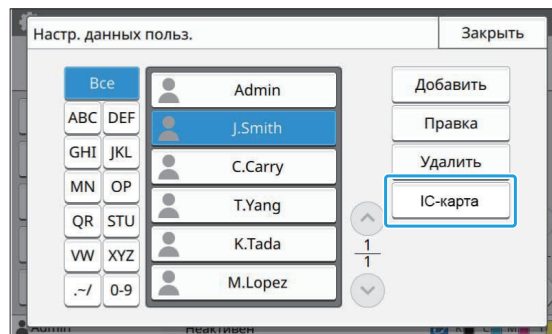 Настр. данных польз.
Закрыть
Все
ABC DEF
GHI JKL
MN OP
QR STU
VW XYZ
.~/ 0-9
Admin
J.Smith
C.Carry
T.Yang
K.Tada
M.Lopez
1
1
Добавить
Правка
Удалить
IC-карта
Admin Неактивен K C M